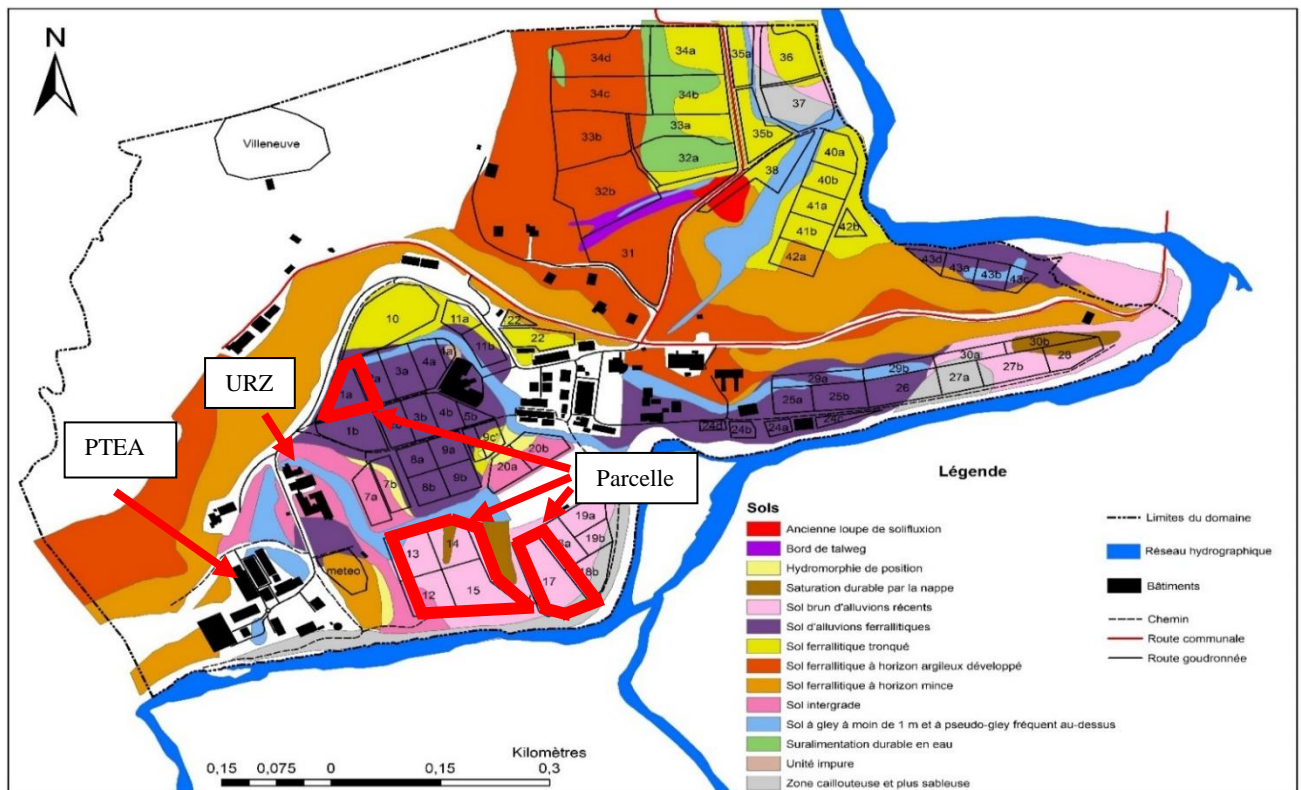 N
Villeneuve
34d
34a
35a
36
34c
34b
37
33b
33a
35b
32a
38
40a
32b
40b
41a
41b
42b
31
42a
43d
43a
43b
43c
10
11a
22
11b
22
30b
30a
28
URZ
4a
3a
2a
1a
29b
29a
27a
27b
26
25a
25b
1b
3b
4b
5b
24b
24a
PTEA
8a
9a
9c
20b
20a
Parcelle
7b
7a
8b
9b
Légende
13
14
19a
19b
meteo
12
15
17
18b
Sols
Ancienne loupe de solifluxion
Bord de talweg
Hydromorphie de position
Saturation durable par la nappe
Sol brun d'alluvions récents
Sol d'alluvions ferrallitiques
Sol ferrallitique tronqué
Sol ferrallitique à horizon argileux développé
Sol ferrallitique à horizon mince
Sol intergrade
Sol à gley à moin de 1 m et à pseudo-gley fréquent au-dessus
Suralimentation durable en eau
Unité impure
Zone caillouteuse et plus sableuse
Limites du domaine
Réseau hydrographique
Bâtiments
Chemin
Route communale
Route goudronnée
Kilomètres
0,15 0,075 0 0,15 0,3